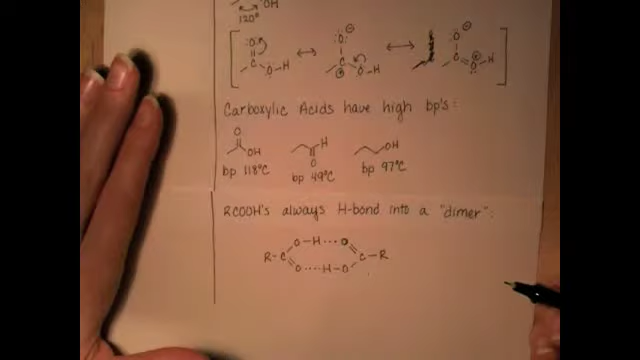 OH
120°
:O: :O: ⊖ :O: ⊖
C O-H C O-H C O-H
⊕ ⊕
Carboxylic Acids have high bp's:
O H OH
OH O
bp 118°C bp 49°C bp 97°C
RCOOH's always H-bond into a "dimer":
O-H····O
R-C C-R
O····H-O